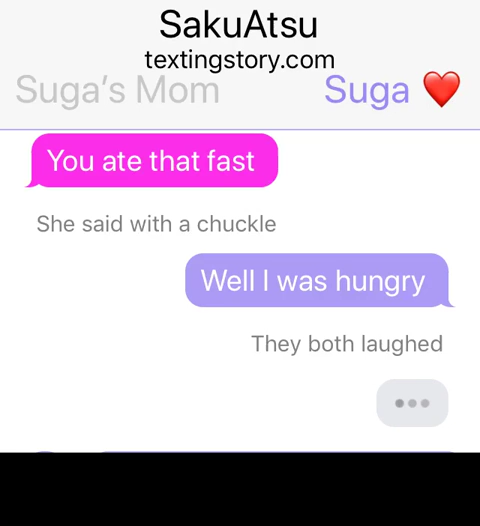 SakuAtsu
textingstory.com
Suga's Mom Suga ❤️
You ate that fast
She said with a chuckle
Well I was hungry
They both laughed